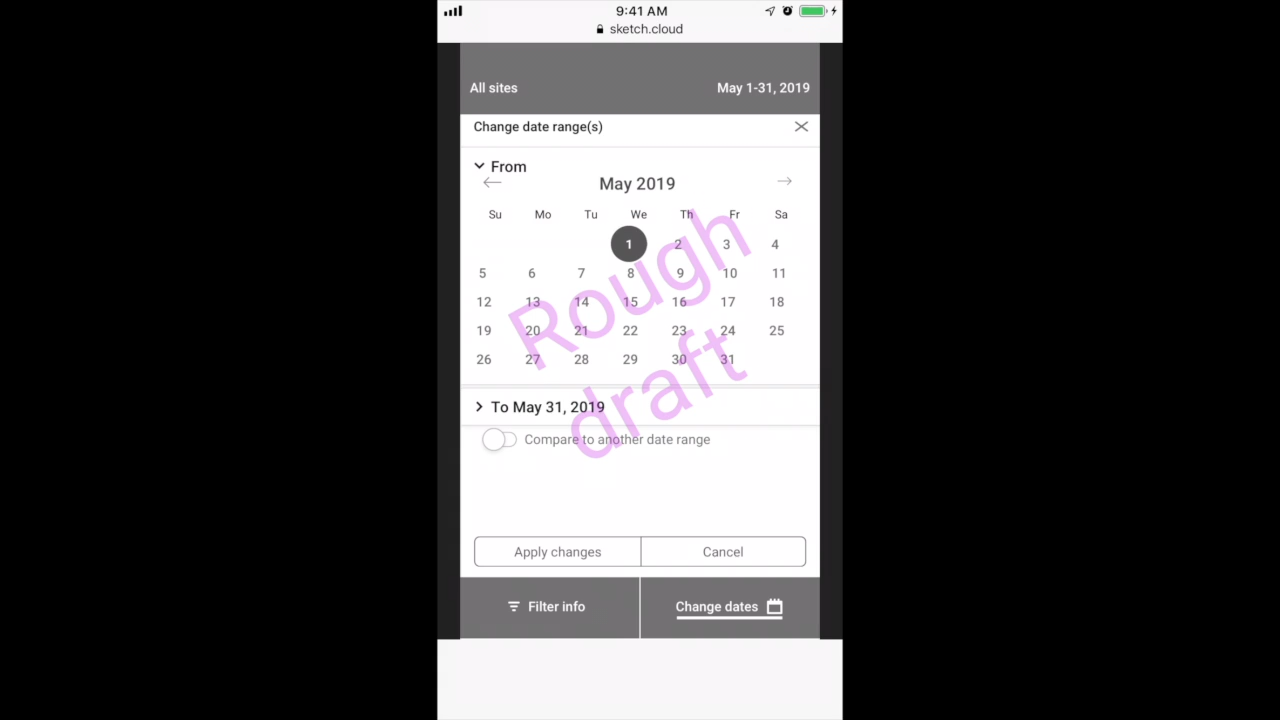 9:41 AM
sketch.cloud
All sites May 1-31, 2019
Change date range(s)
From
May 2019
Su Mo Tu We Th Fr Sa
1 2 3 4
5 6 7 8 9 10 11
12 13 14 15 16 17 18
19 20 21 22 23 24 25
26 27 28 29 30 31
Rough
draft
To May 31, 2019
Compare to another date range
Apply changes Cancel
Filter info Change dates